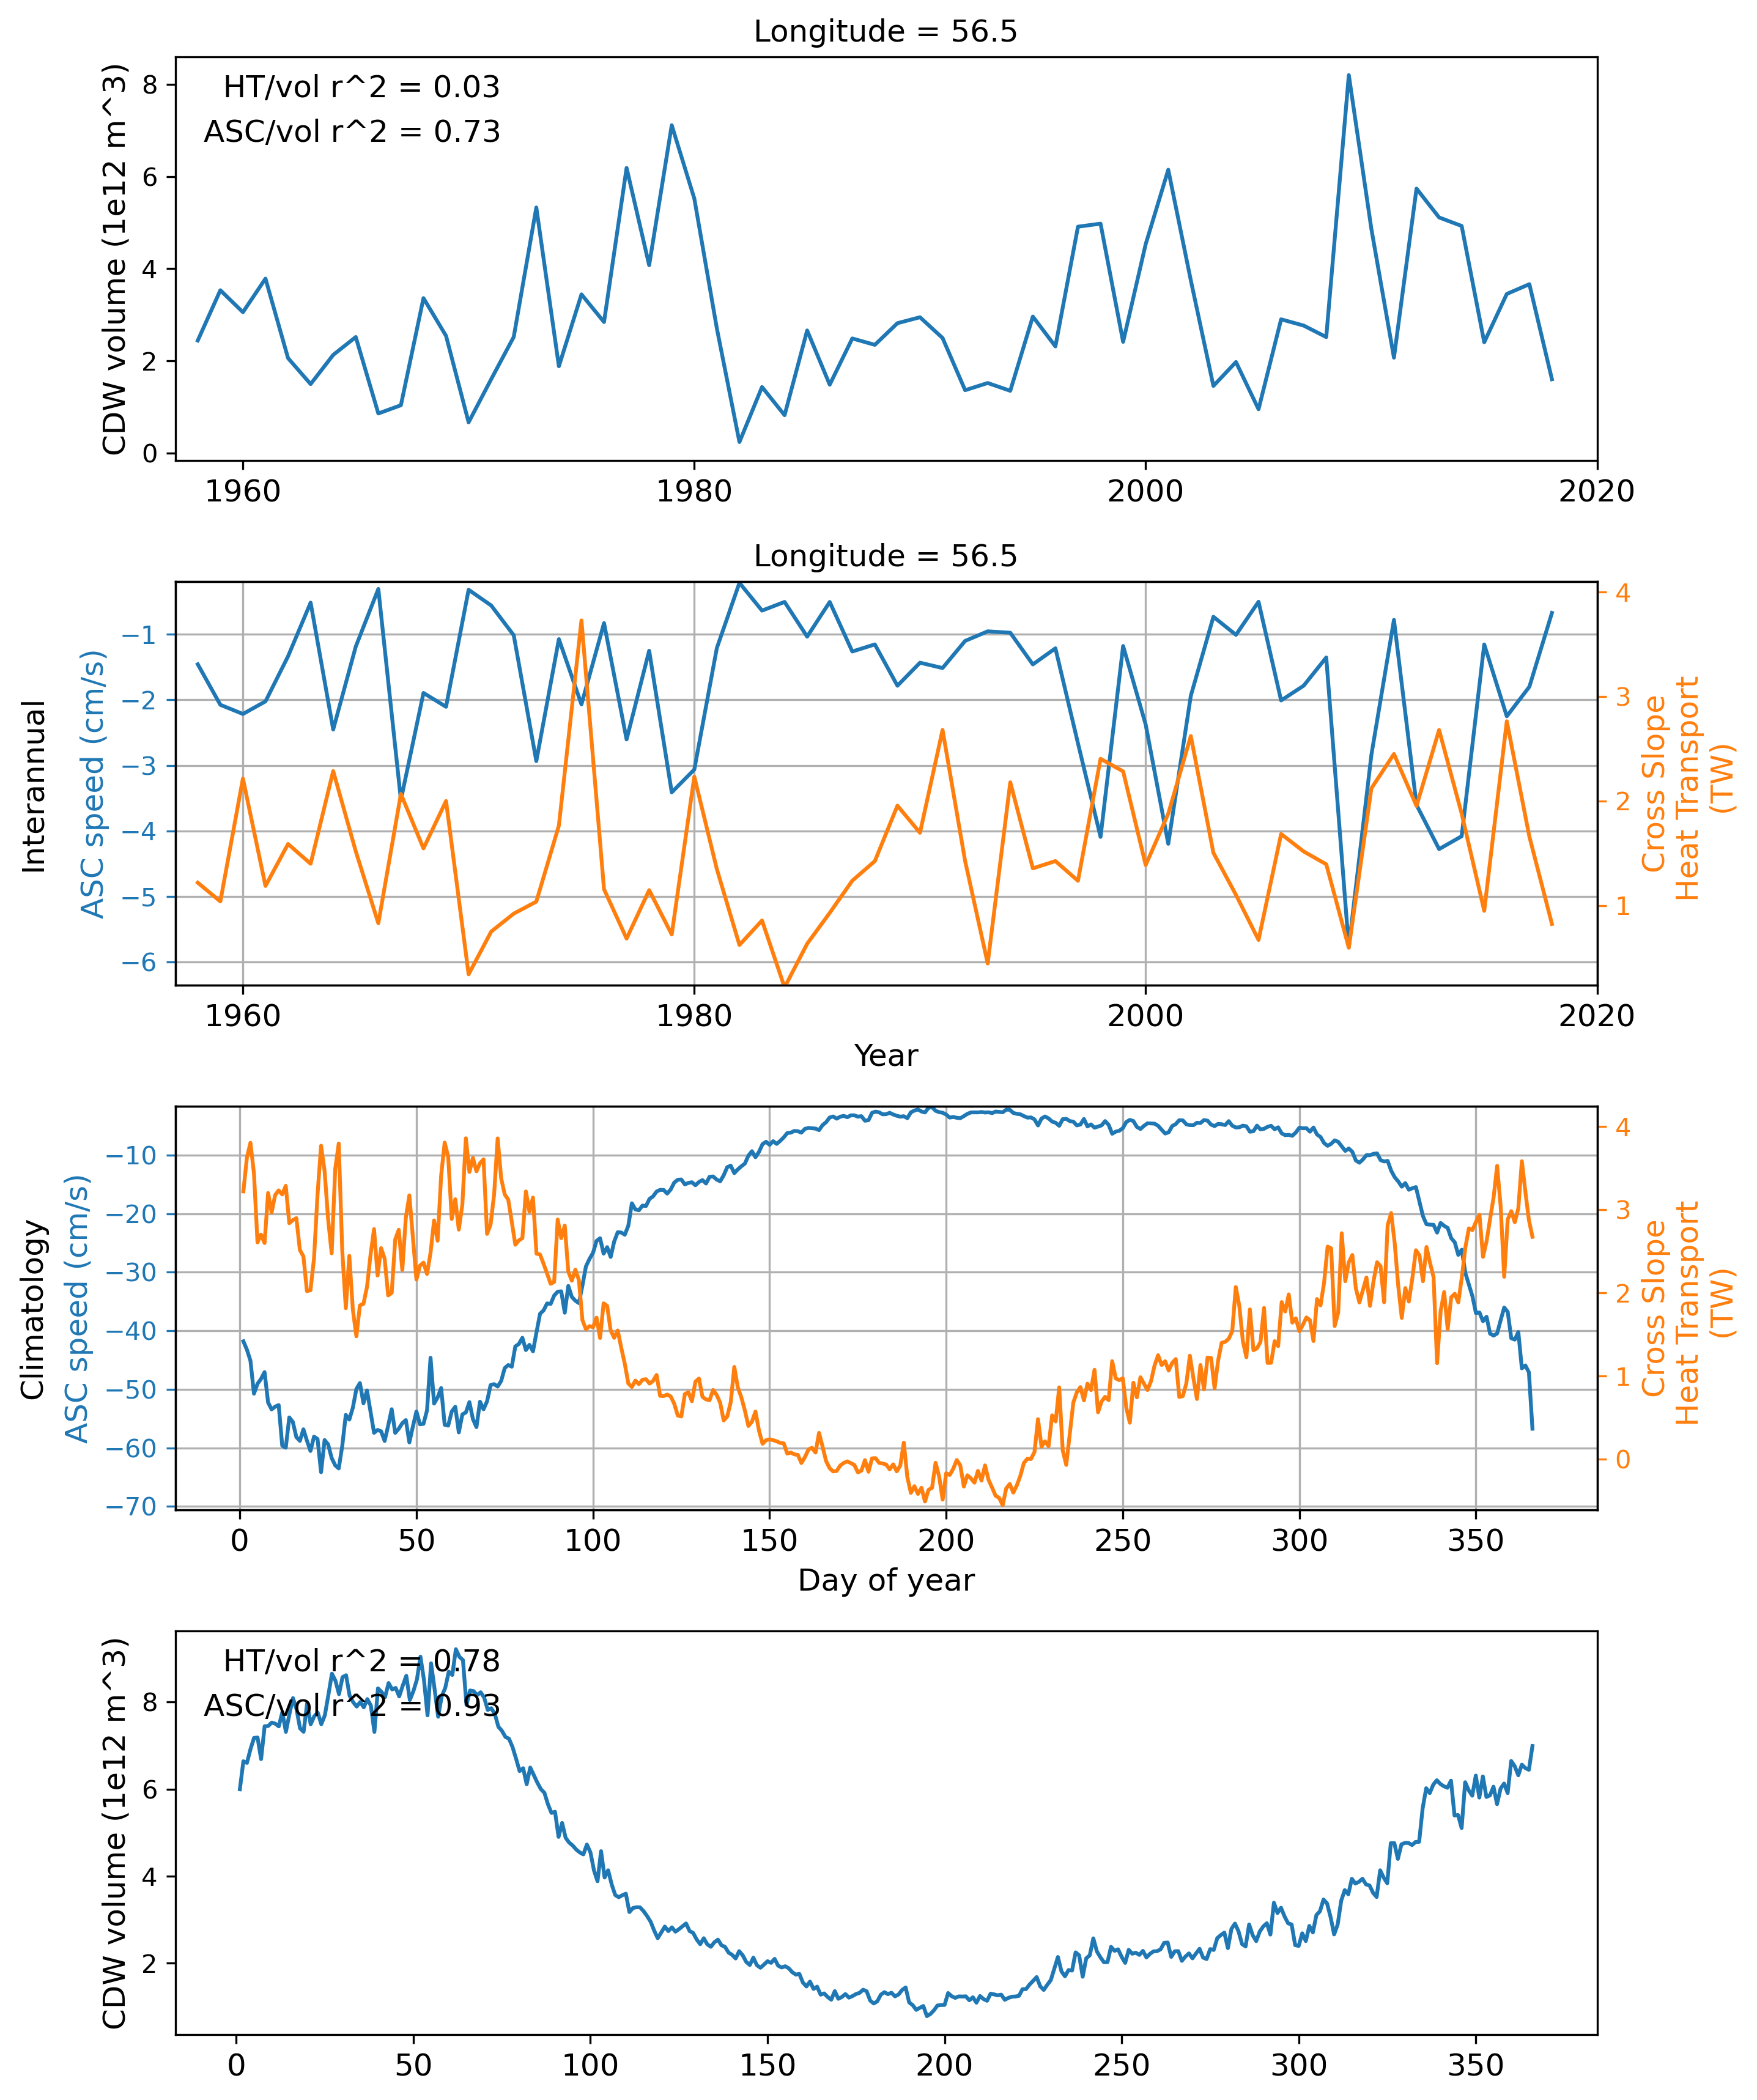 Longitude = 56.5
HT/vol r^2 = 0.03
ASC/vol r^2 = 0.73
CDW volume (1e12 m^3)
8
6
4
2
0
1960 1980 2000 2020
Longitude = 56.5
Interannual
ASC speed (cm/s)
−1
−2
−3
−4
−5
−6
4
3
2
1
Cross Slope
Heat Transport
(TW)
1960 1980 2000 2020
Year
Climatology
ASC speed (cm/s)
−10
−20
−30
−40
−50
−60
−70
4
3
2
1
0
Cross Slope
Heat Transport
(TW)
0 50 100 150 200 250 300 350
Day of year
HT/vol r^2 = 0.78
ASC/vol r^2 = 0.93
CDW volume (1e12 m^3)
8
6
4
2
0 50 100 150 200 250 300 350